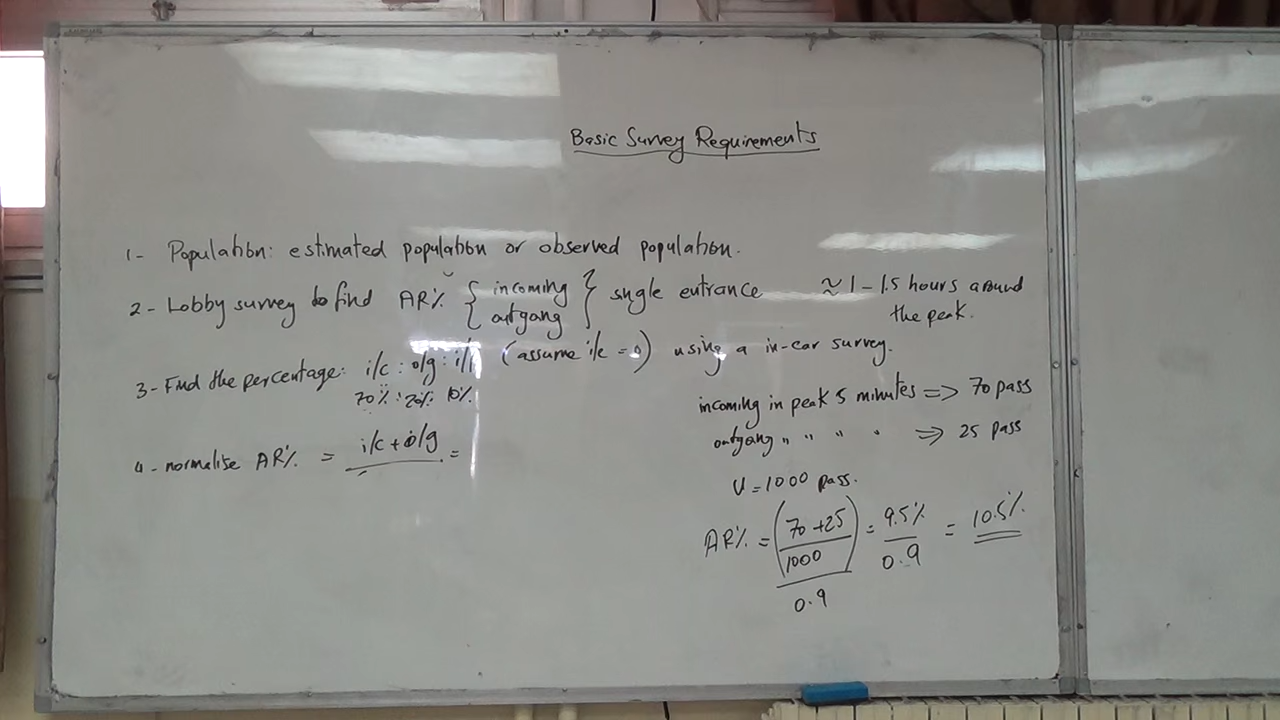 Basic Survey Requirements
1- Population: estimated population or observed population.
2- Lobby survey to find AR% { incoming outgoing } single entrance ≈ 1 - 1.5 hours around the peak.
3- Find the percentage: i/c : o/g : i/f (assume i/c = 0) using a in-car survey.
70% : 20% 10%
4- normalise AR% = i/c + o/g =
incoming in peak 5 minutes => 70 pass
outgoing " " " " => 25 pass
U = 1000 pass.
AR% = ((70 + 25) / 1000) / 0.9 = 9.5% / 0.9 = 10.5%